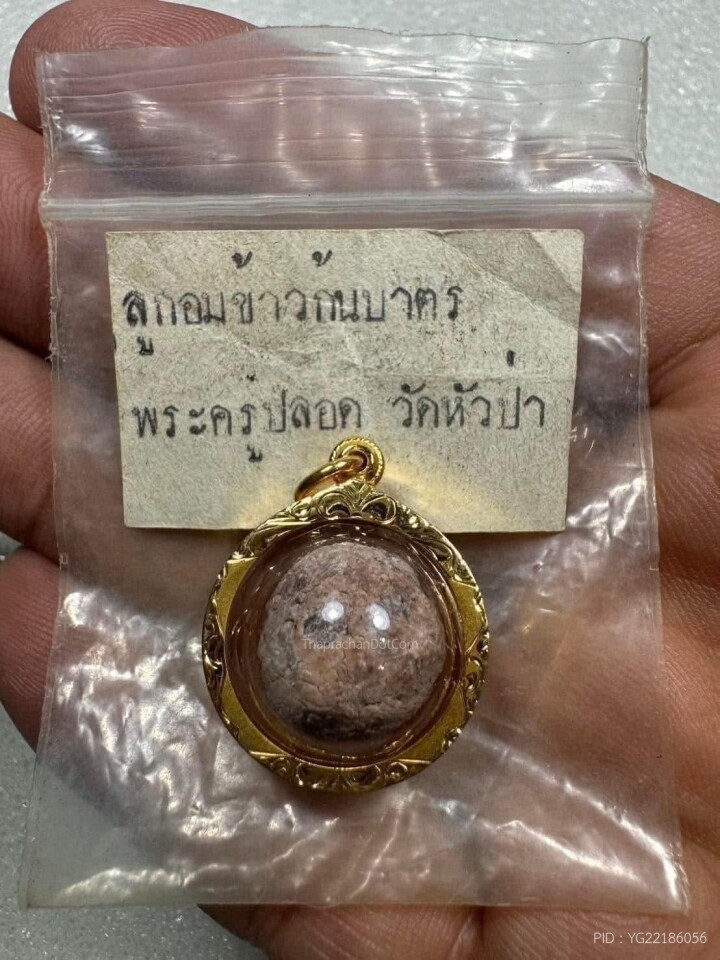 ลูกอมข้าวก้นบาตร
พระครูปลอด วัดหัวป่า
ThaprachanDotCom
PID : YG22186056